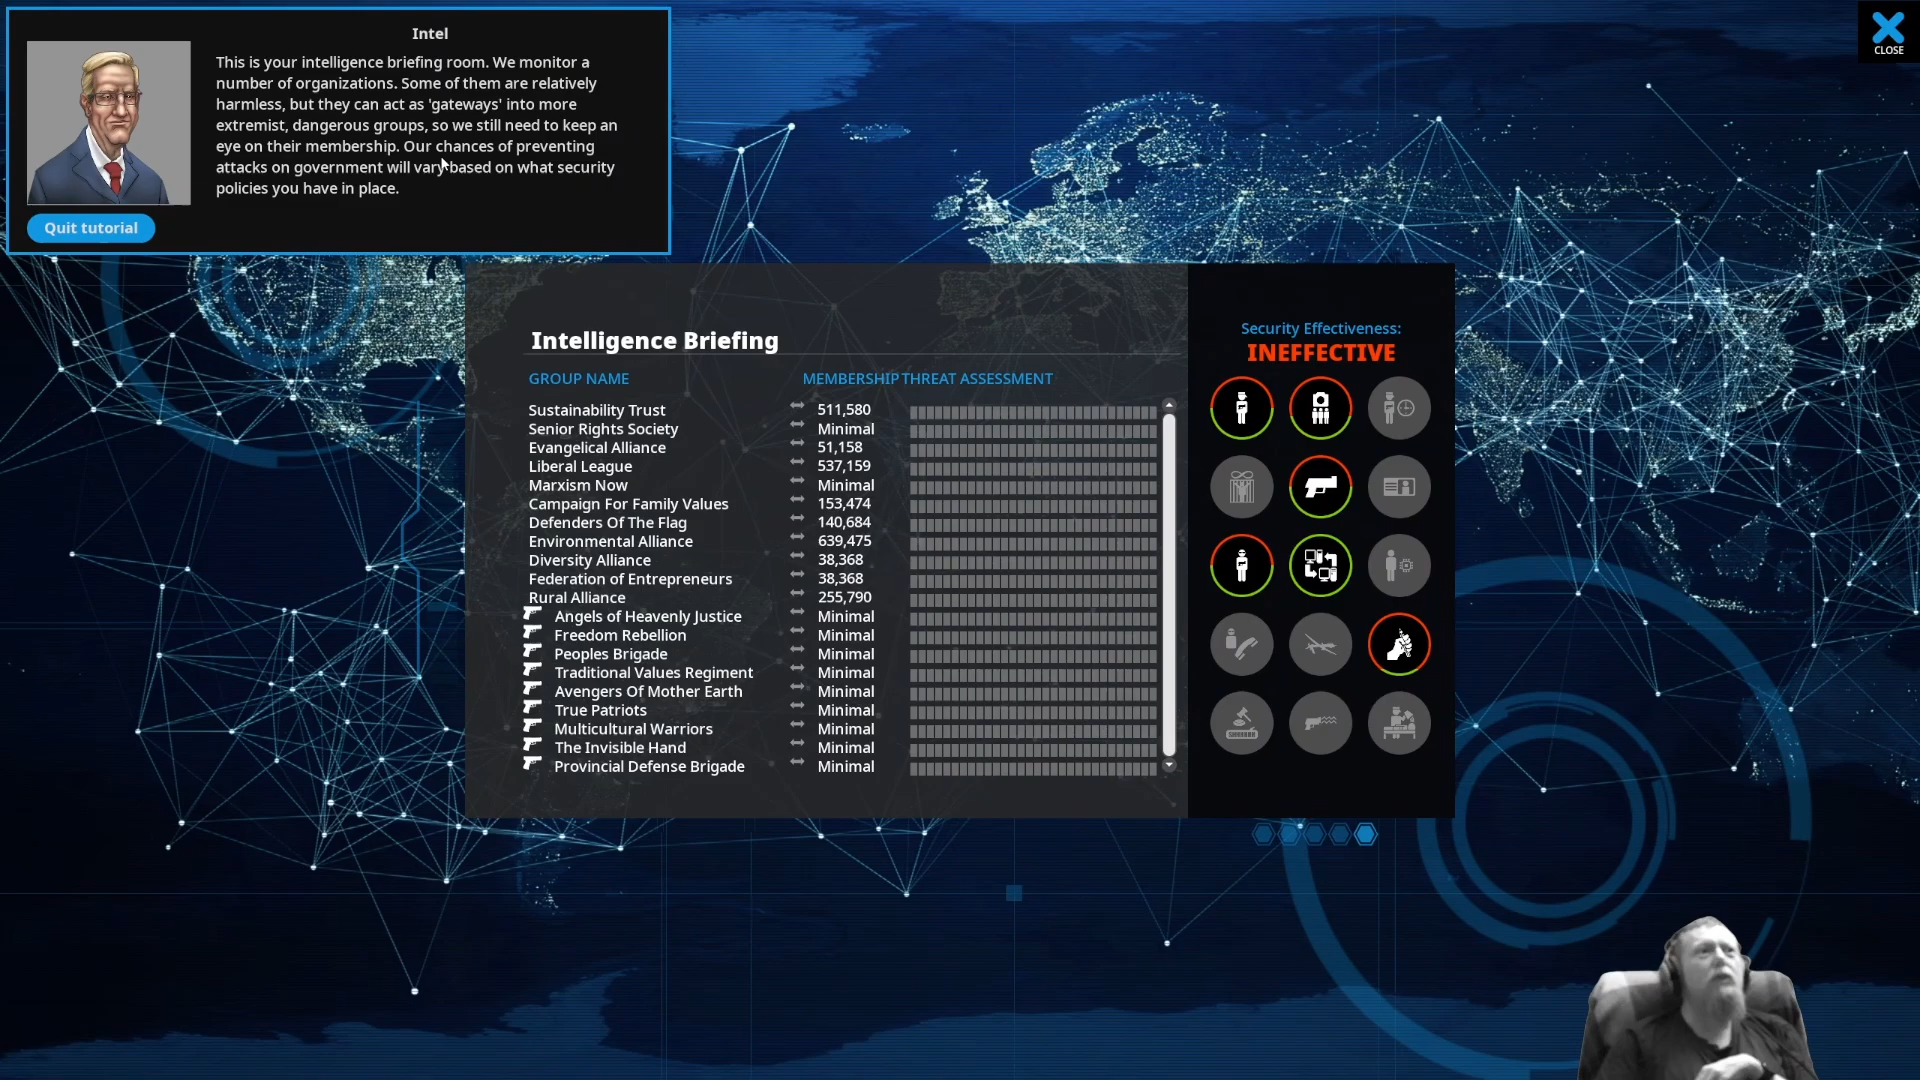 Intel
This is your intelligence briefing room. We monitor a
number of organizations. Some of them are relatively
harmless, but they can act as 'gateways' into more
extremist, dangerous groups, so we still need to keep an
eye on their membership. Our chances of preventing
attacks on government will vary based on what security
policies you have in place.
Quit tutorial
CLOSE
Intelligence Briefing
GROUP NAME MEMBERSHIP THREAT ASSESSMENT
Sustainability Trust 511,580
Senior Rights Society Minimal
Evangelical Alliance 51,158
Liberal League 537,159
Marxism Now Minimal
Campaign For Family Values 153,474
Defenders Of The Flag 140,684
Environmental Alliance 639,475
Diversity Alliance 38,368
Federation of Entrepreneurs 38,368
Rural Alliance 255,790
Angels of Heavenly Justice Minimal
Freedom Rebellion Minimal
Peoples Brigade Minimal
Traditional Values Regiment Minimal
Avengers Of Mother Earth Minimal
True Patriots Minimal
Multicultural Warriors Minimal
The Invisible Hand Minimal
Provincial Defense Brigade Minimal
Security Effectiveness:
INEFFECTIVE